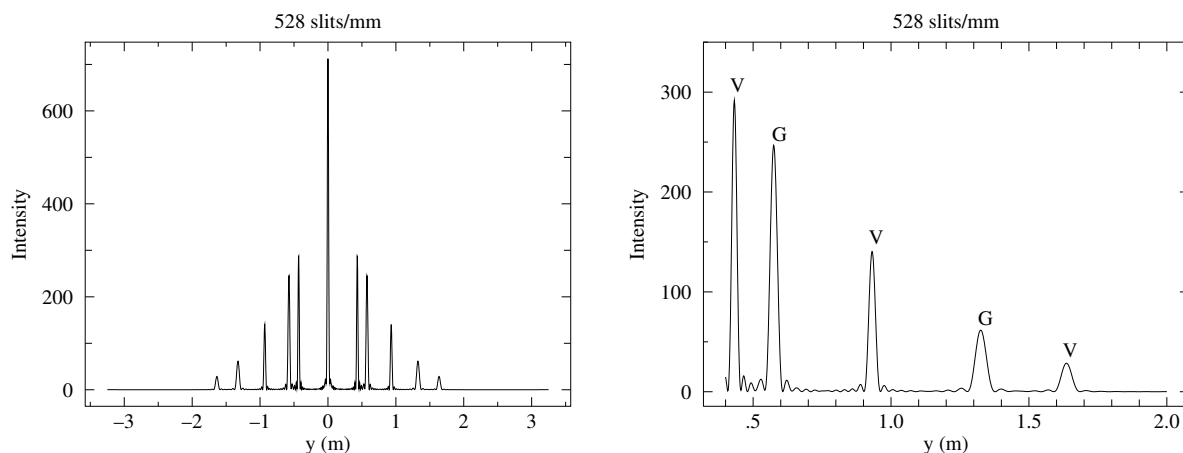 528 slits/mm
Intensity
600
400
200
0
−3 −2 −1 0 1 2 3
y (m)
528 slits/mm
Intensity
300
200
100
0
V
G
V
G
V
.5 1.0 1.5 2.0
y (m)